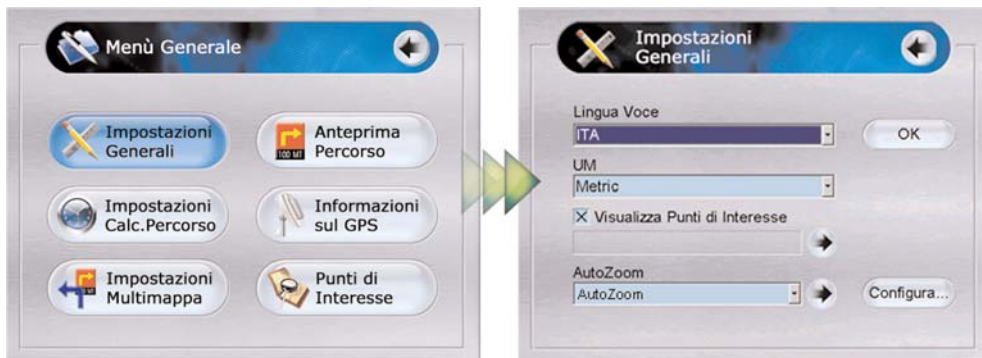 Menù Generale
Impostazioni
Generali
Anteprima
Percorso
100 MT
Impostazioni
Calc.Percorso
Informazioni
sul GPS
Impostazioni
Multimappa
Punti di
Interesse
Impostazioni
Generali
Lingua Voce
ITA
OK
UM
Metric
Visualizza Punti di Interesse
AutoZoom
AutoZoom
Configura...